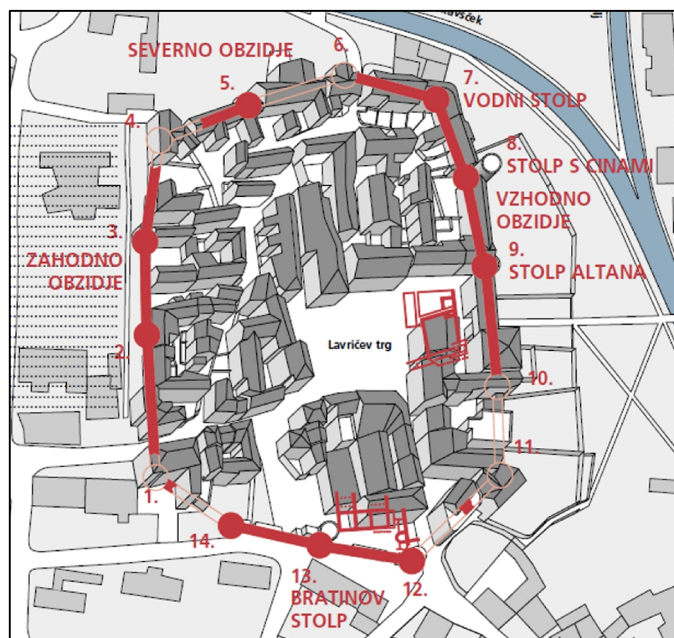 SEVERNO OBZIDJE
6.
5.
7.
VODNI STOLP
4.
8.
STOLP S CINAMI
VZHODNO
OBZIDJE
3.
ZAHODNO
OBZIDJE
9.
STOLP ALTANA
2.
Lavričev trg
10.
11.
1.
14.
13.
BRATINOV
STOLP
12.